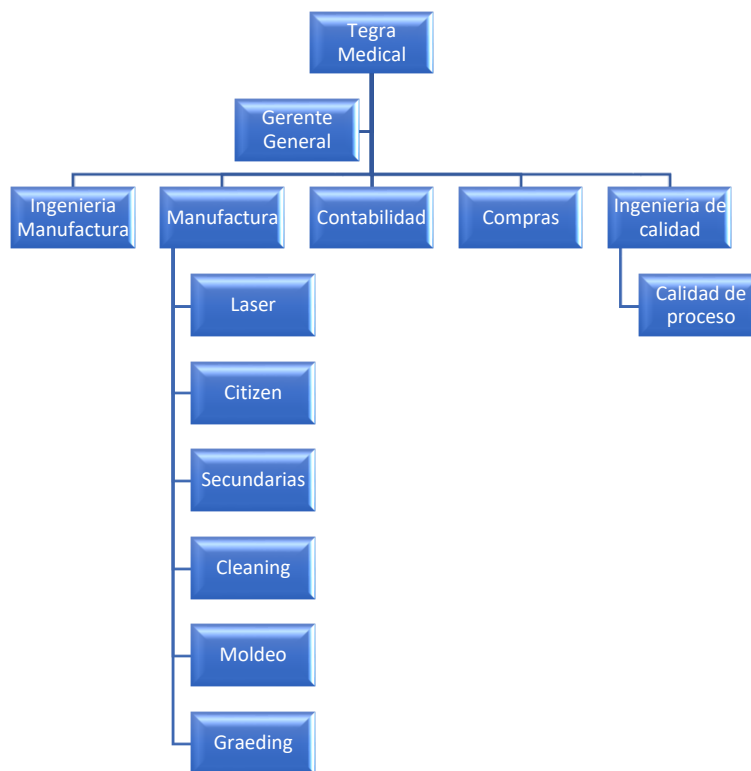 Tegra
Medical
Gerente
General
Ingenieria
Manufactura
Manufactura
Contabilidad
Compras
Ingenieria de
calidad
Laser
Calidad de
proceso
Citizen
Secundarias
Cleaning
Moldeo
Graeding